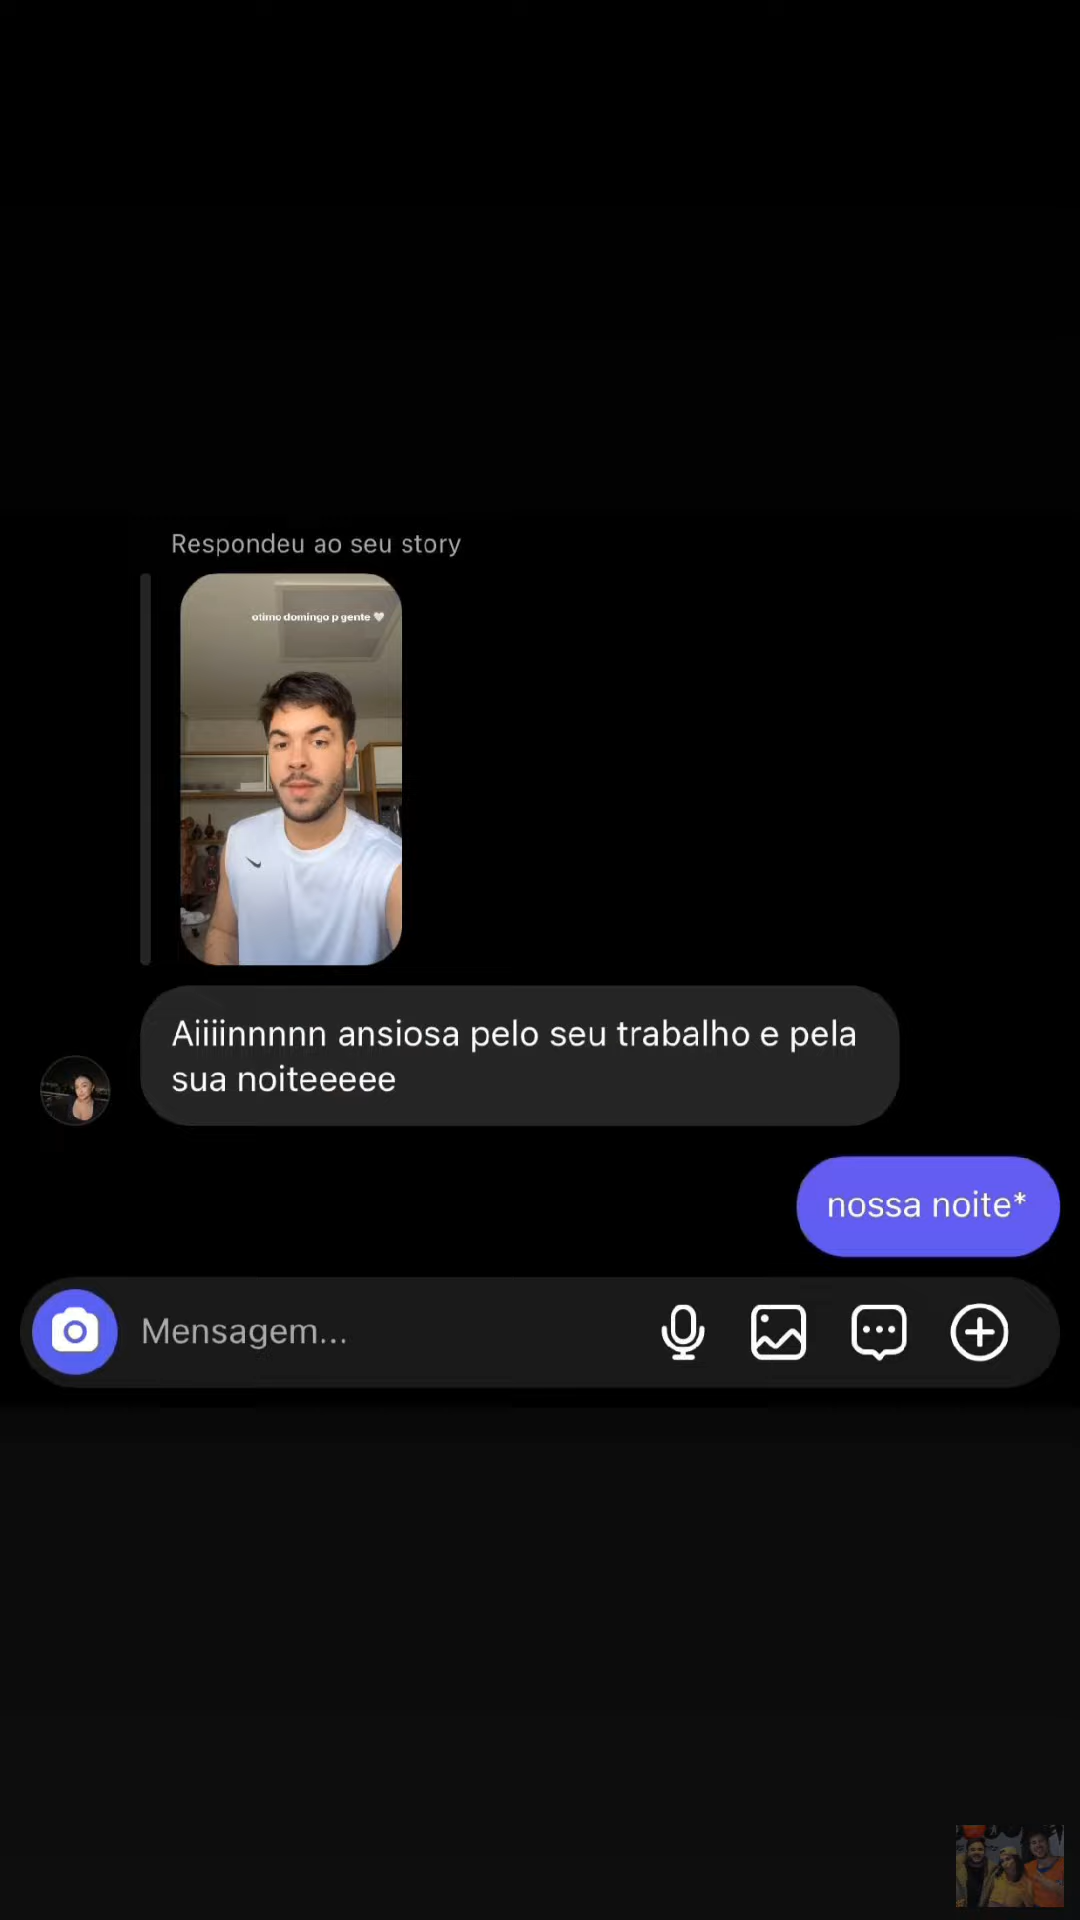 Respondeu ao seu story
otimo domingo p gente 🤍
Aiiiinnnnn ansiosa pelo seu trabalho e pela
sua noiteeeee
nossa noite*
Mensagem...